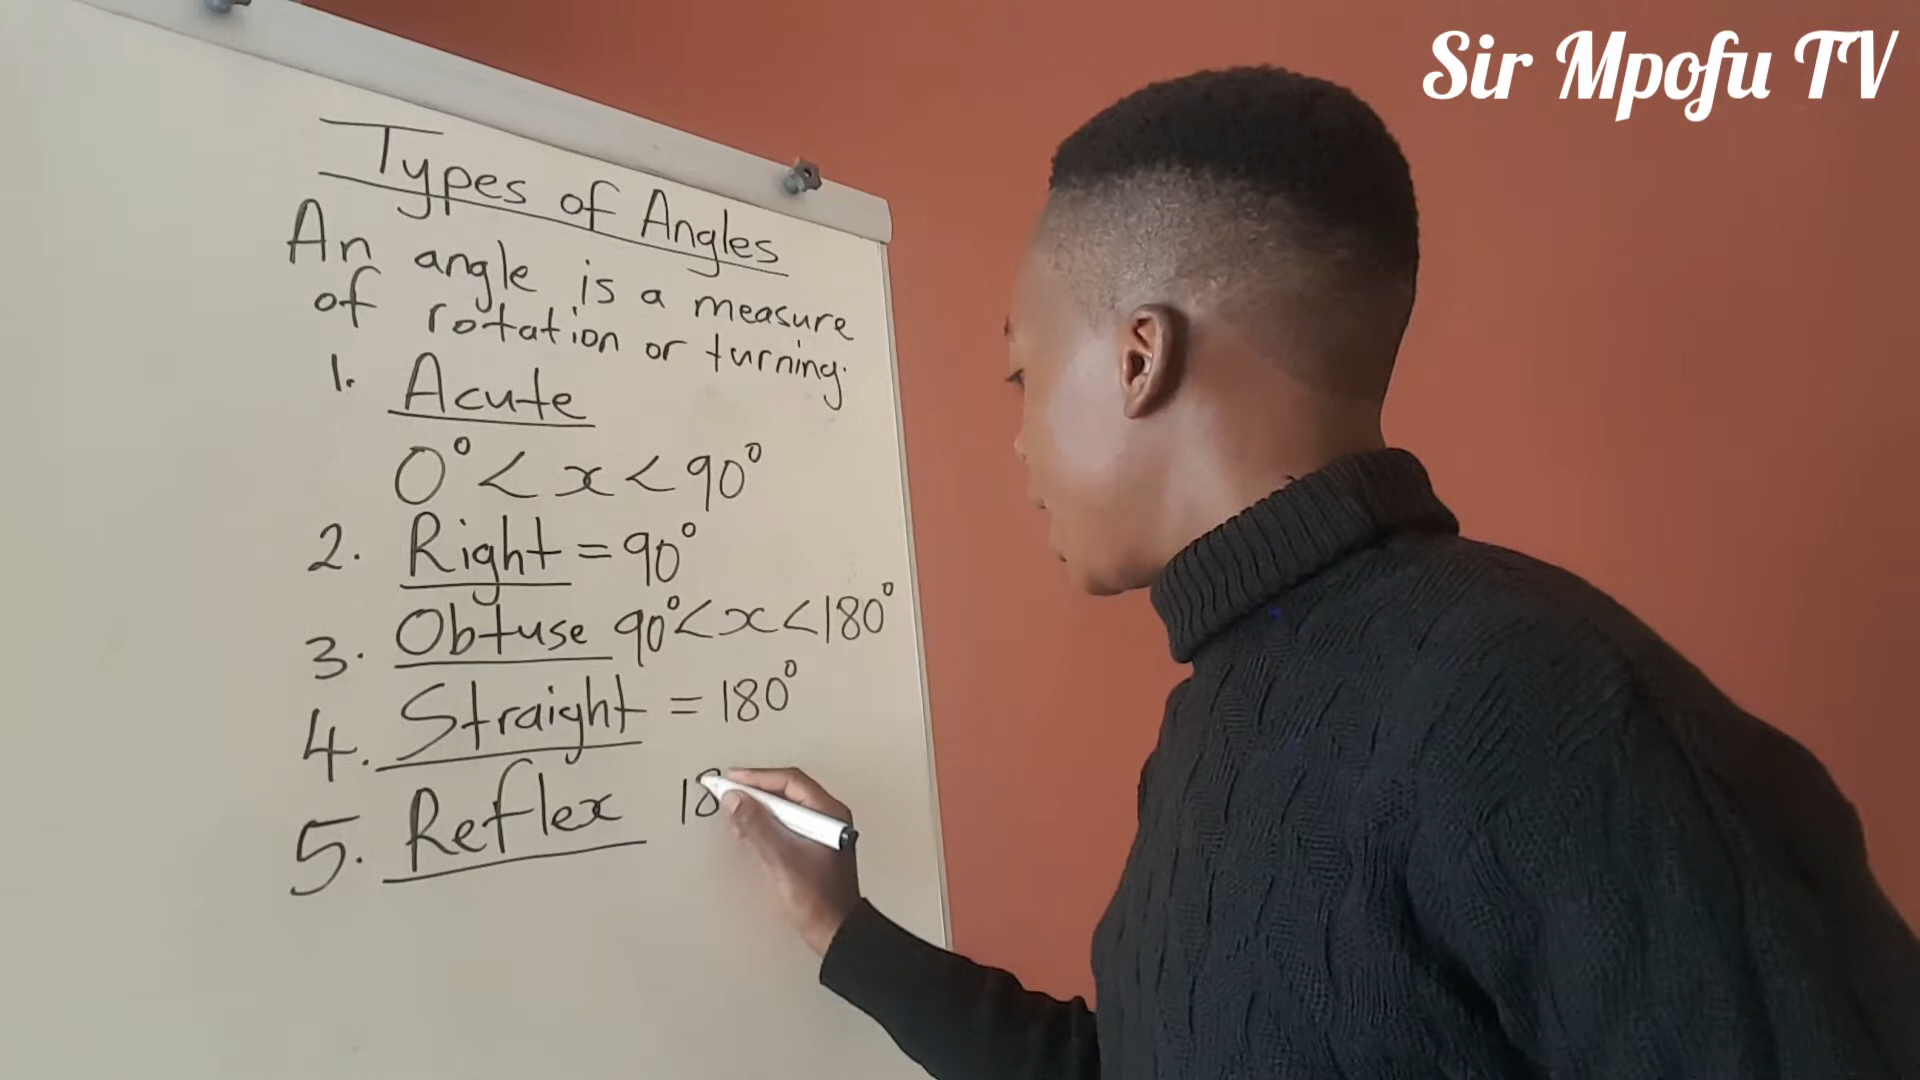 Sir Mpofu TV
Types of Angles
An angle is a measure
of rotation or turning.
1. Acute
0° < x < 90°
2. Right = 90°
3. Obtuse 90° < x < 180°
4. Straight = 180°
5. Reflex 18